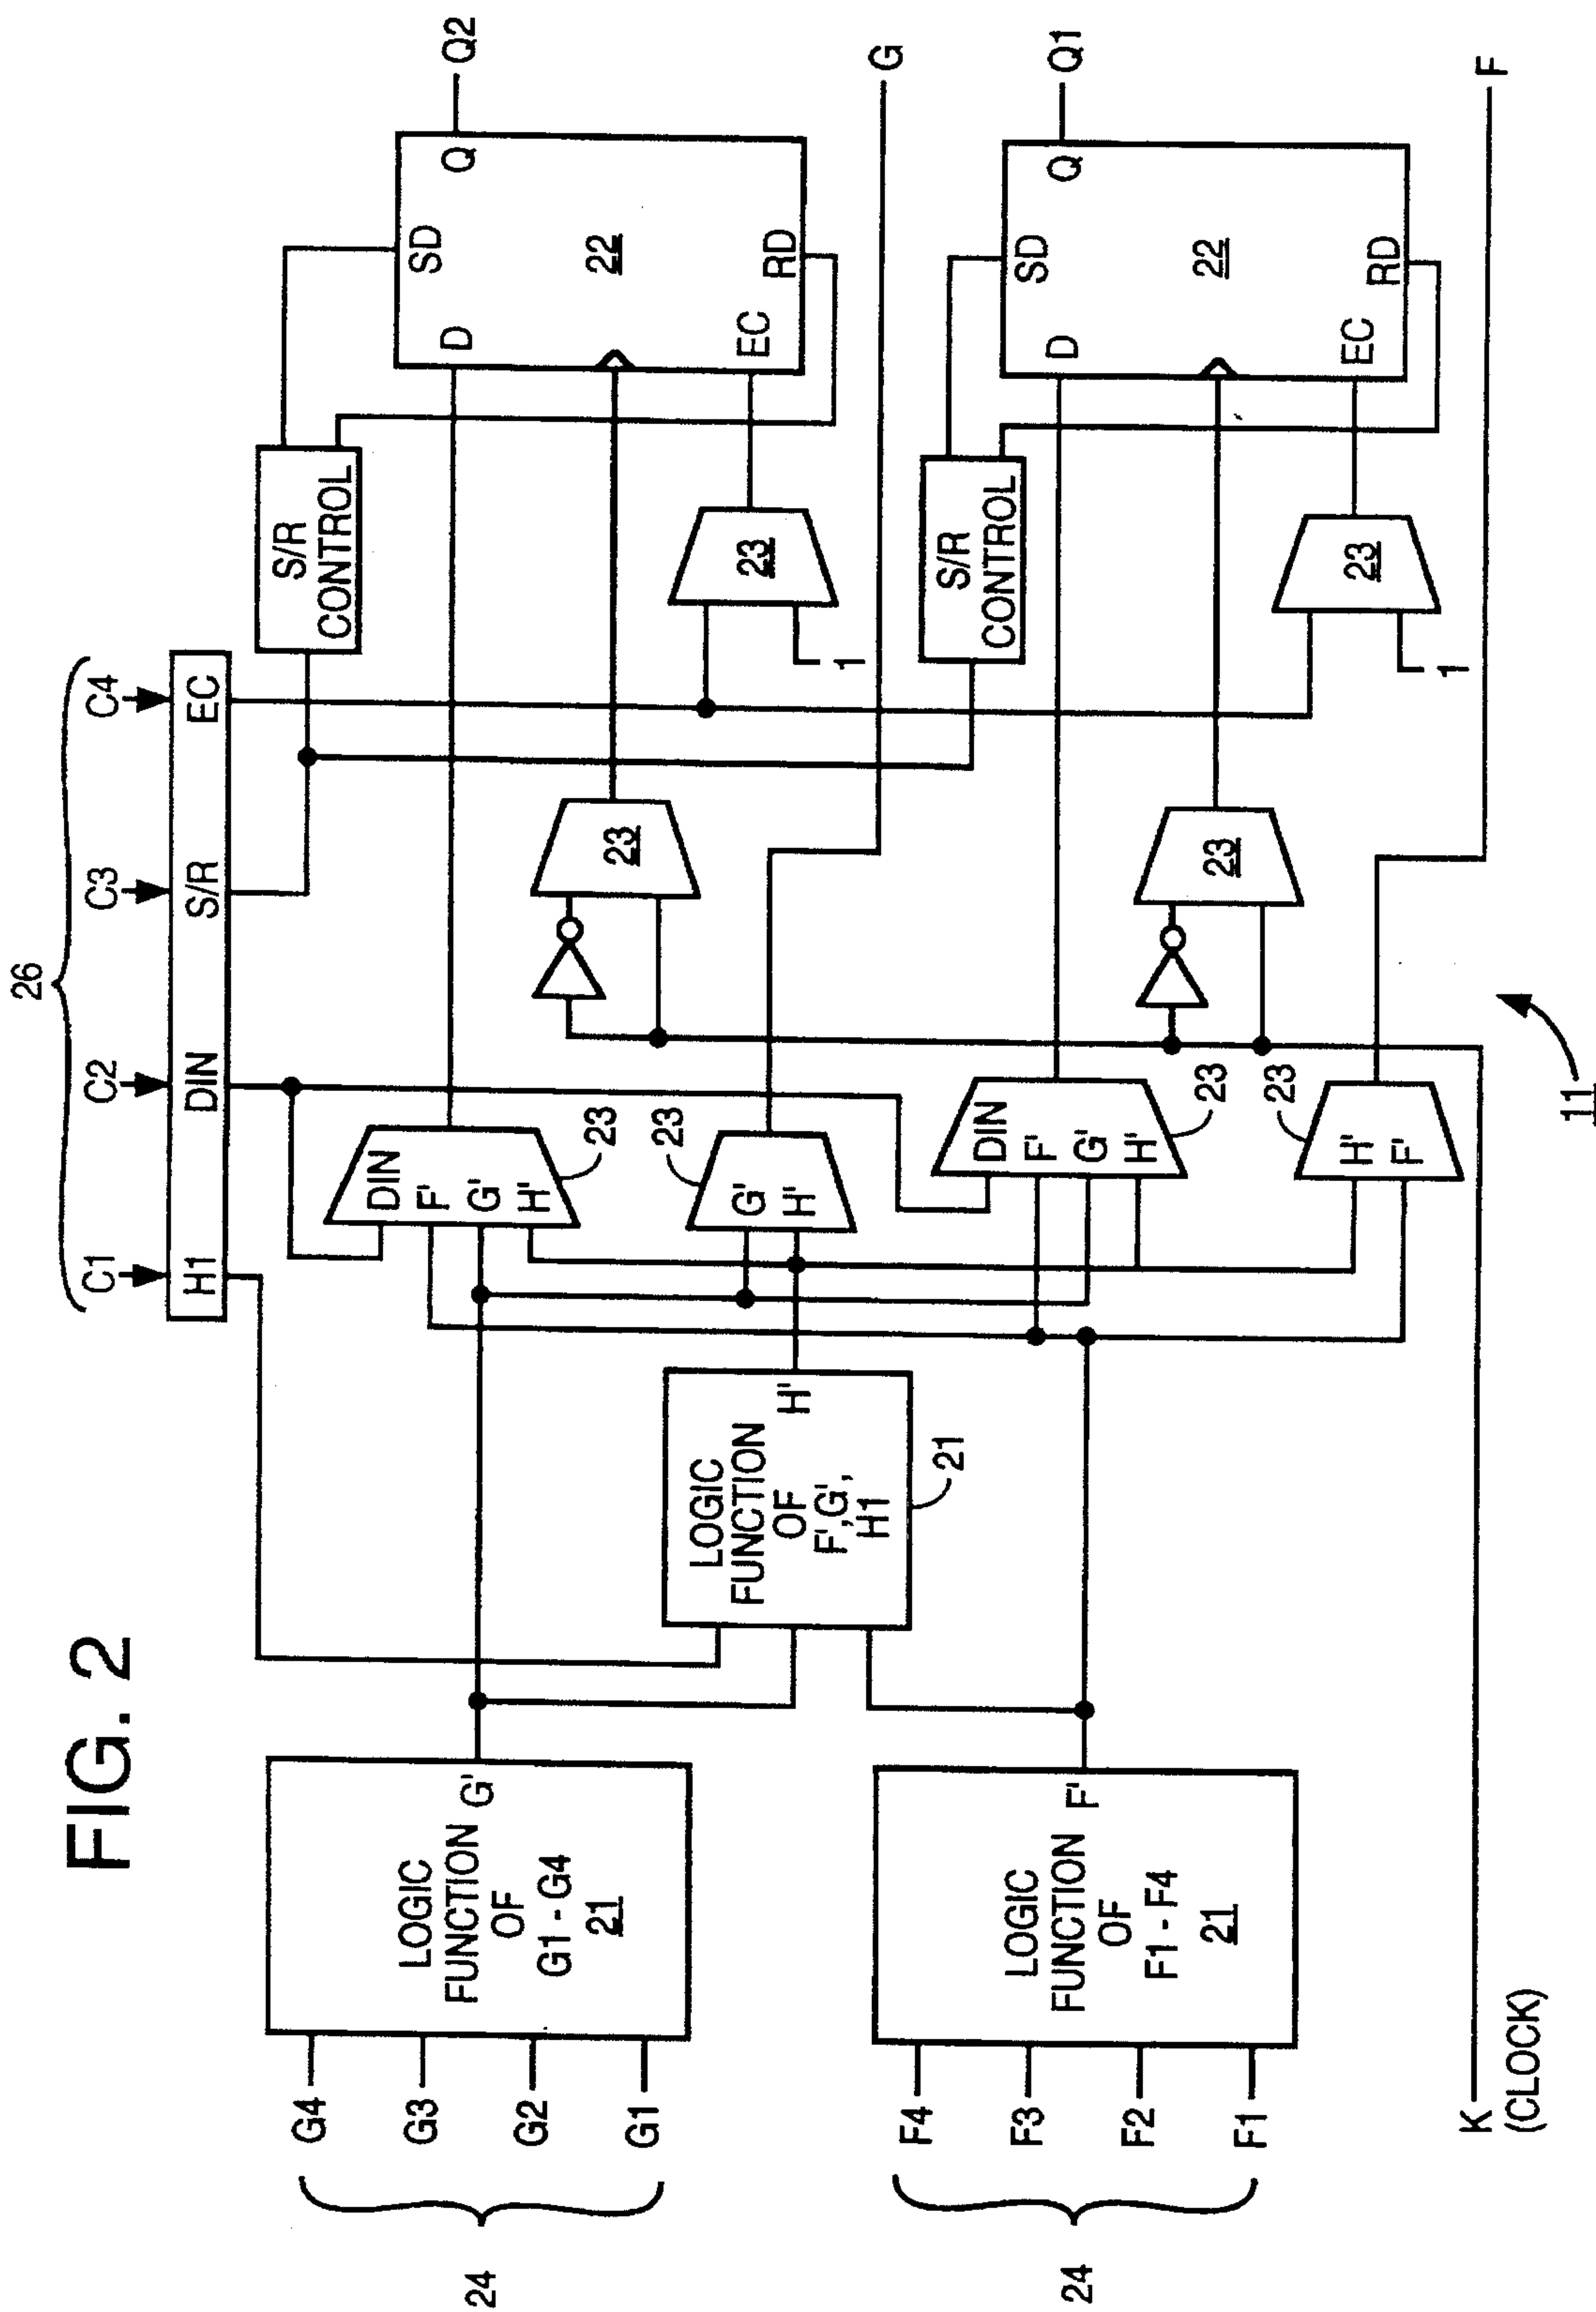 FIG. 2
26
C1
C2
C3
C4
H1
DIN
S/R
EC
24
G4
G3
G2
G1
LOGIC
FUNCTION
OF
G1 - G4
21
G'
LOGIC
FUNCTION
OF
F',G',
H1
H'
21
DIN
F'
G'
H'
23
23
G'
H'
23
S/R
CONTROL
23
1
D
SD
Q
22
EC
RD
Q2
G
24
F4
F3
F2
F1
LOGIC
FUNCTION
OF
F1 - F4
21
F'
DIN
F'
G'
H'
23
23
H'
F'
23
S/R
CONTROL
23
1
D
SD
Q
22
EC
RD
Q1
F
K
(CLOCK)
11